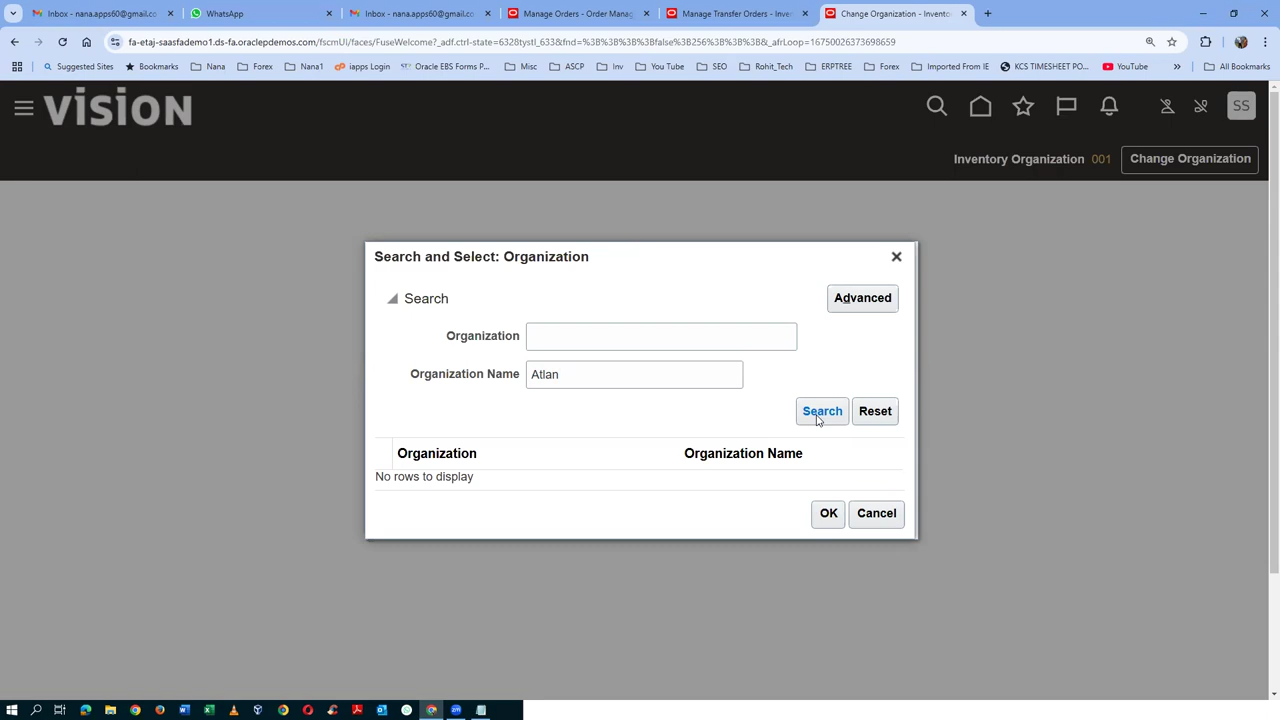 Inbox - nana.apps60@gmail.co
WhatsApp
Inbox - nana.apps60@gmail.co
Manage Orders - Order Manag
Manage Transfer Orders - Inver
Change Organization - Invento
fa-etaj-saasfademo1.ds-fa.oraclepdemos.com/fscmUI/faces/FuseWelcome?_adf.ctrl-state=6328tystl_633&fnd=%3B%3B%3B%3Bfalse%3B256%3B%3B%3B&_afrLoop=16750026373698659
Suggested Sites
Bookmarks
Nana
Forex
Nana1
iapps Login
Oracle EBS Forms P...
Misc
ASCP
Inv
You Tube
SEO
Rohit_Tech
ERPTREE
Forex
Imported From IE
KCS TIMESHEET PO...
YouTube
»
All Bookmarks
vision
SS
Inventory Organization 001 Change Organization
Search and Select: Organization
Search
Advanced
Organization
Organization Name Atlan
Search Reset
Organization Organization Name
No rows to display
OK Cancel